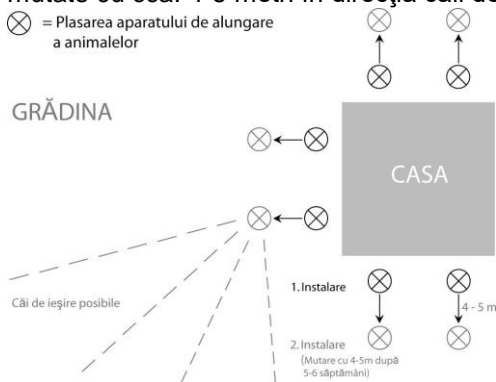 = Plasarea aparatului de alungare
a animalelor
GRĂDINA
CASA
Căi de ieşire posibile
1. Instalare
4 - 5 m
2. Instalare
(Mutare cu 4-5m după
5-6 săptămâni)